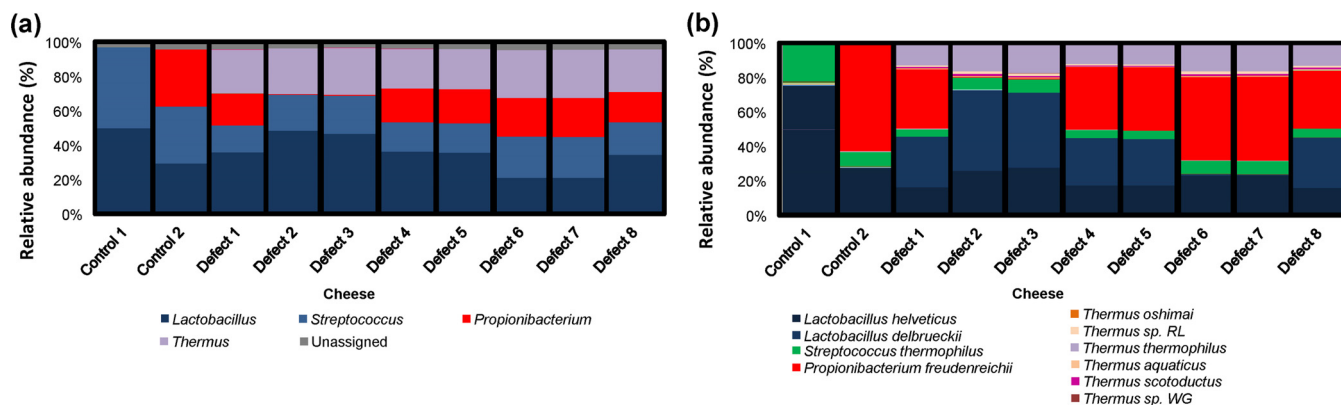 (a)
Relative abundance (%)
100%
80%
60%
40%
20%
0%
Control 1
Control 2
Defect 1
Defect 2
Defect 3
Defect 4
Defect 5
Defect 6
Defect 7
Defect 8
Cheese
Lactobacillus
Streptococcus
Propionibacterium
Thermus
Unassigned
(b)
Relative abundance (%)
100%
80%
60%
40%
20%
0%
Control 1
Control 2
Defect 1
Defect 2
Defect 3
Defect 4
Defect 5
Defect 6
Defect 7
Defect 8
Cheese
Lactobacillus helveticus
Lactobacillus delbrueckii
Streptococcus thermophilus
Propionibacterium freudenreichii
Thermus oshimai
Thermus sp. RL
Thermus thermophilus
Thermus aquaticus
Thermus scotoductus
Thermus sp. WG